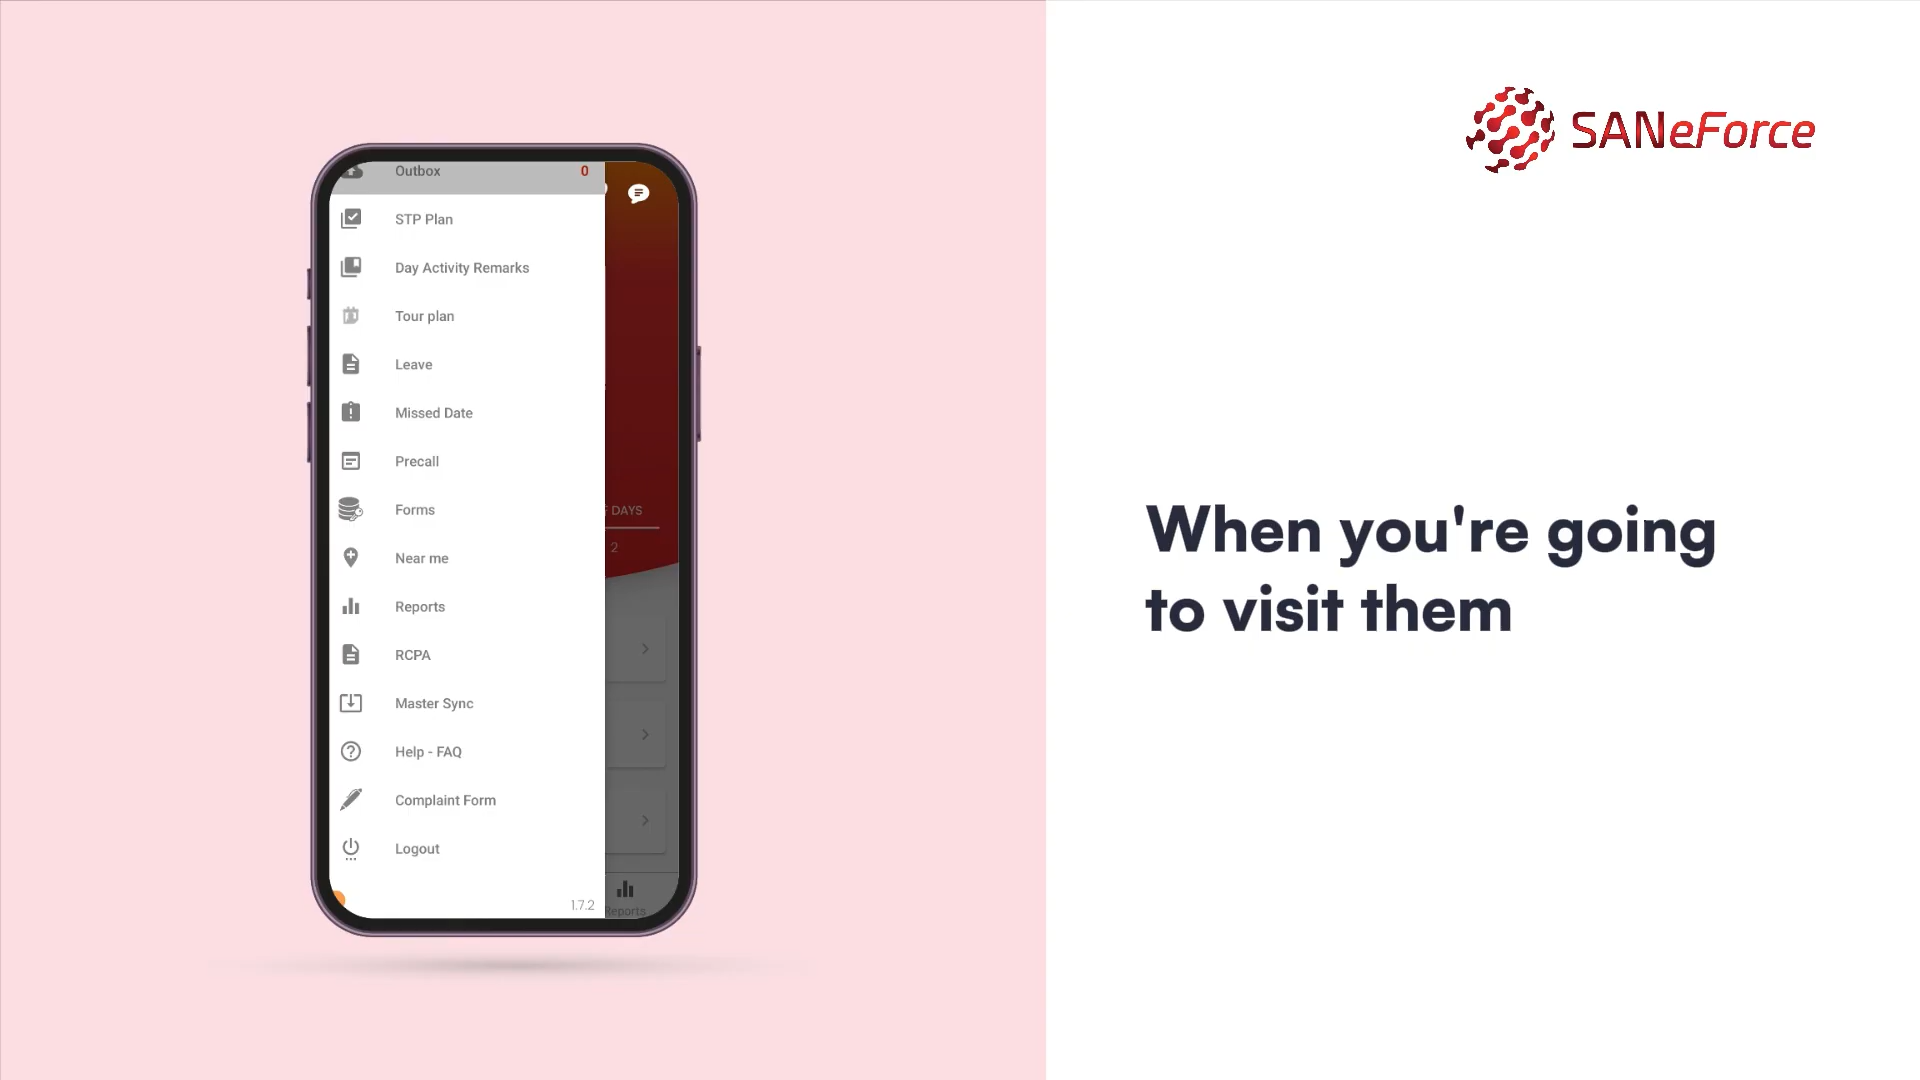 Outbox 0
STP Plan
Day Activity Remarks
Tour plan
Leave
Missed Date
Precall
Forms
Near me
Reports
RCPA
Master Sync
Help - FAQ
Complaint Form
Logout
1.7.2
DAYS
2
Reports
SANeForce
When you're going
to visit them